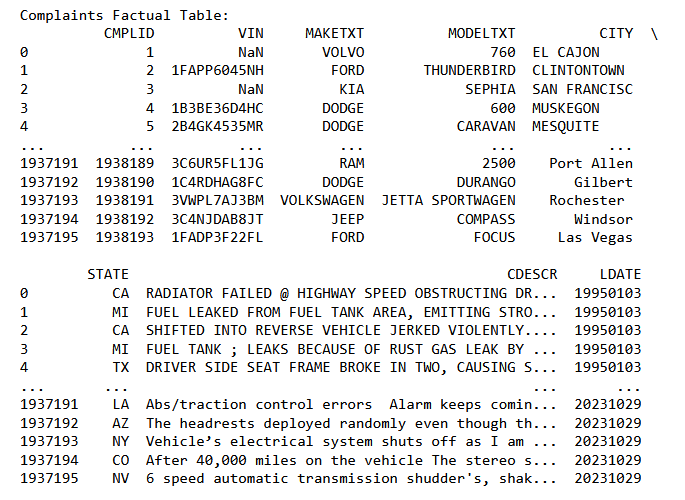 Complaints Factual Table:
CMPLID VIN MAKETXT MODELTXT CITY \
0 1 NaN VOLVO 760 EL CAJON
1 2 1FAPP6045NH FORD THUNDERBIRD CLINTONTOWN
2 3 NaN KIA SEPHIA SAN FRANCISC
3 4 1B3BE36D4HC DODGE 600 MUSKEGON
4 5 2B4GK4535MR DODGE CARAVAN MESQUITE
... ... ... ... ... ...
1937191 1938189 3C6UR5FL1JG RAM 2500 Port Allen
1937192 1938190 1C4RDHAG8FC DODGE DURANGO Gilbert
1937193 1938191 3VWPL7AJ3BM VOLKSWAGEN JETTA SPORTWAGEN Rochester
1937194 1938192 3C4NJDAB8JT JEEP COMPASS Windsor
1937195 1938193 1FADP3F22FL FORD FOCUS Las Vegas
STATE CDESCR LDATE
0 CA RADIATOR FAILED @ HIGHWAY SPEED OBSTRUCTING DR... 19950103
1 MI FUEL LEAKED FROM FUEL TANK AREA, EMITTING STRO... 19950103
2 CA SHIFTED INTO REVERSE VEHICLE JERKED VIOLENTLY.... 19950103
3 MI FUEL TANK ; LEAKS BECAUSE OF RUST GAS LEAK BY ... 19950103
4 TX DRIVER SIDE SEAT FRAME BROKE IN TWO, CAUSING S... 19950103
... ... ... ...
1937191 LA Abs/traction control errors Alarm keeps comin... 20231029
1937192 AZ The headrests deployed randomly even though th... 20231029
1937193 NY Vehicle’s electrical system shuts off as I am ... 20231029
1937194 CO After 40,000 miles on the vehicle The stereo s... 20231029
1937195 NV 6 speed automatic transmission shudder's, shak... 20231029